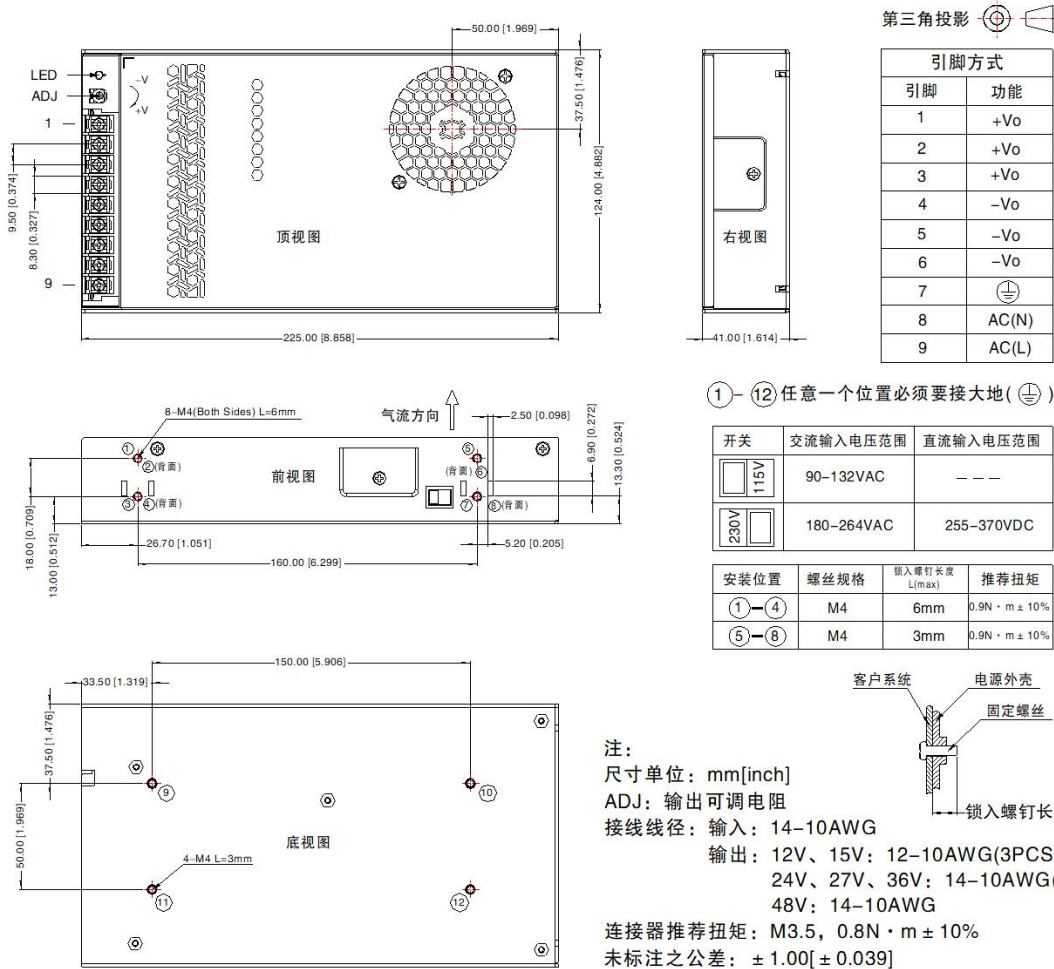 第三角投影
50.00 [1.969]
37.50 [1.476]
LED
ADJ
−V
+V
1
9
9.50 [0.374]
8.30 [0.327]
顶视图
124.00 [4.882]
225.00 [8.858]
右视图
41.00 [1.614]
引脚方式
引脚 功能
1 +Vo
2 +Vo
3 +Vo
4 −Vo
5 −Vo
6 −Vo
7
8 AC(N)
9 AC(L)
①−⑫任意一个位置必须要接大地( )
8−M4(Both Sides) L=6mm
气流方向
2.50 [0.098]
6.90 [0.272]
13.30 [0.524]
①
②(背面)
③ ④(背面)
前视图
⑤
(背面) ⑥
⑦ ⑧(背面)
18.00 [0.709]
13.00 [0.512]
26.70 [1.051]
160.00 [6.299]
5.20 [0.205]
开关 交流输入电压范围 直流输入电压范围
115V 90−132VAC −−−
230V 180−264VAC 255−370VDC
安装位置 螺丝规格 锁入螺钉长度 L(max) 推荐扭矩
①−④ M4 6mm 0.9N・m±10%
⑤−⑧ M4 3mm 0.9N・m±10%
150.00 [5.906]
33.50 [1.319]
37.50 [1.476]
50.00 [1.969]
⑨
⑩
底视图
4−M4 L=3mm
⑪
⑫
客户系统
电源外壳
固定螺丝
锁入螺钉长
注：
尺寸单位：mm[inch]
ADJ：输出可调电阻
接线线径：输入：14−10AWG
输出：12V、15V：12−10AWG(3PCS
24V、27V、36V：14−10AWG(
48V：14−10AWG
连接器推荐扭矩：M3.5，0.8N・m±10%
未标注之公差：±1.00[±0.039]